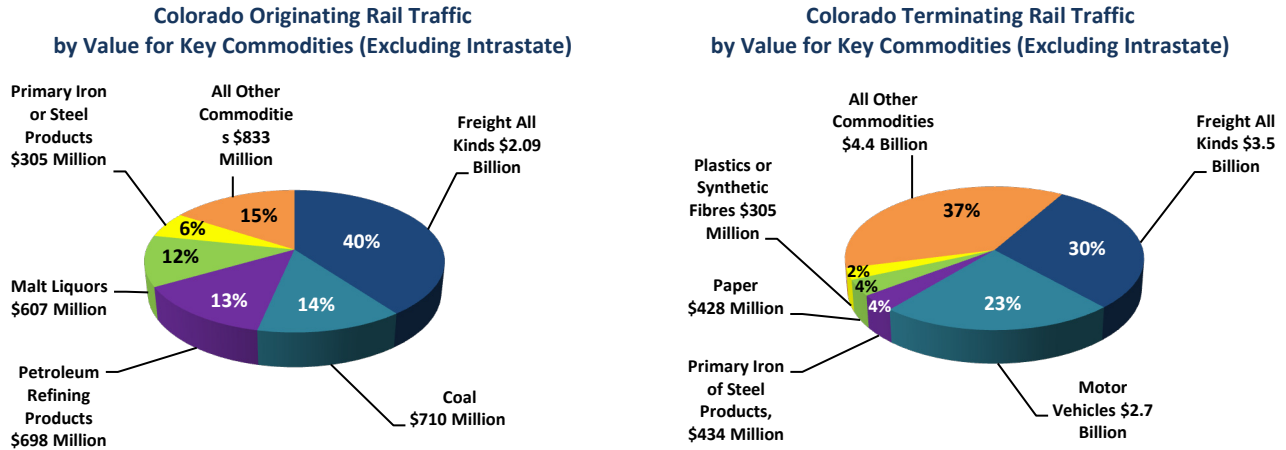 Colorado Originating Rail Traffic
by Value for Key Commodities (Excluding Intrastate)
Primary Iron
or Steel
Products
$305 Million
All Other
Commoditie
s $833
Million
Freight All
Kinds $2.09
Billion
15%
6%
40%
12%
13%
14%
Malt Liquors
$607 Million
Petroleum
Refining
Products
$698 Million
Coal
$710 Million
Colorado Terminating Rail Traffic
by Value for Key Commodities (Excluding Intrastate)
All Other
Commodities
$4.4 Billion
Freight All
Kinds $3.5
Billion
Plastics or
Synthetic
Fibres $305
Million
37%
30%
2%
4%
4%
23%
Paper
$428 Million
Primary Iron
of Steel
Products,
$434 Million
Motor
Vehicles $2.7
Billion